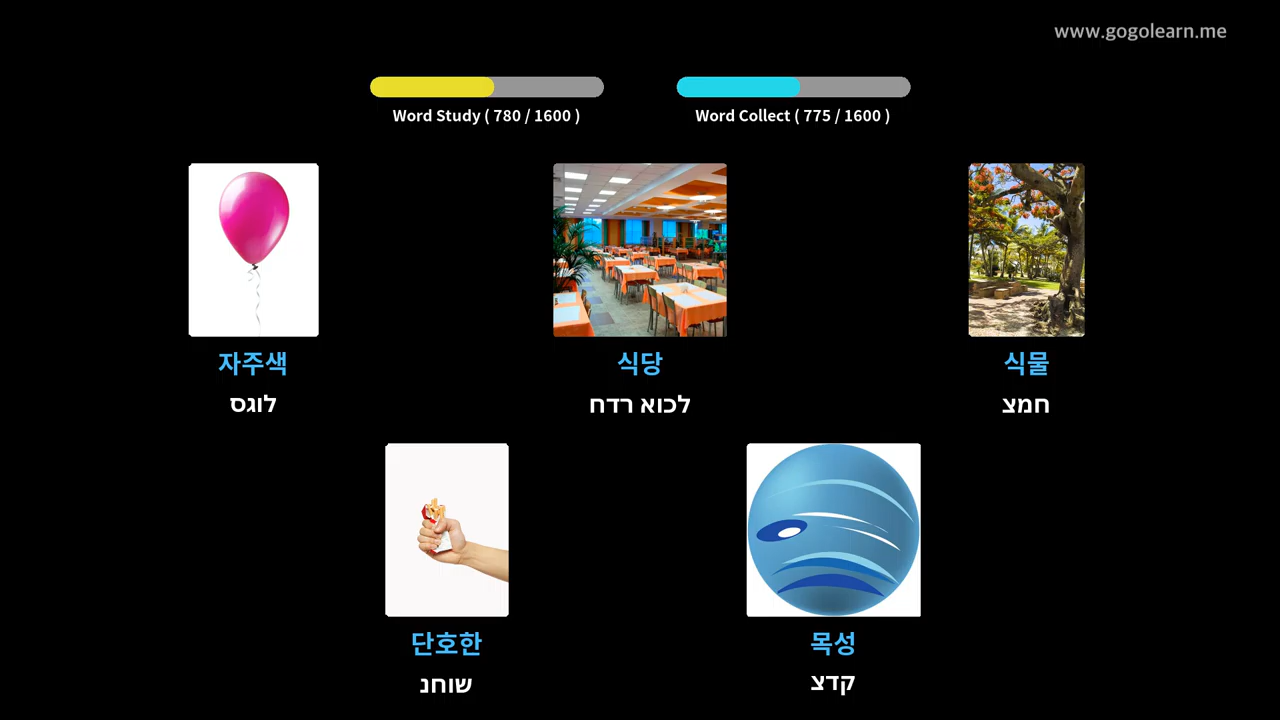 www.gogolearn.me
Word Study ( 780 / 1600 )
Word Collect ( 775 / 1600 )
자주색
לוגס
식당
לכוא רדח
식물
חמצ
단호한
שוחנ
목성
קדצ